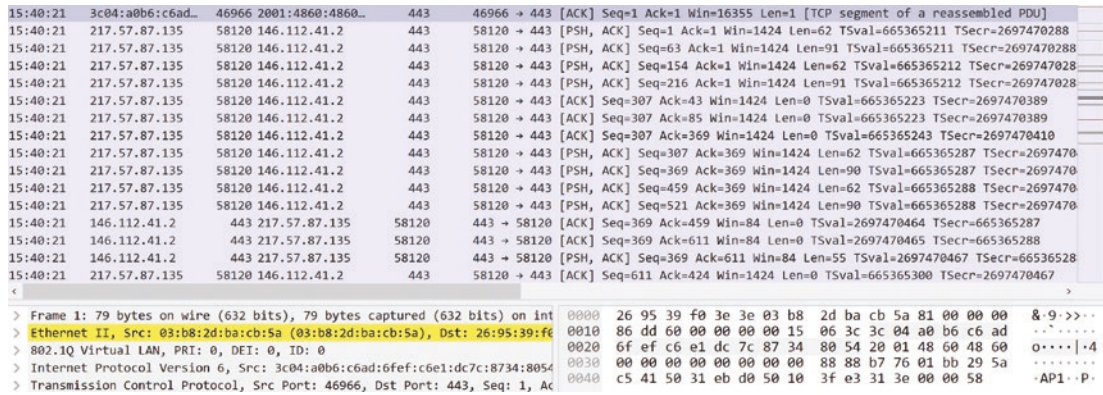 15:40:21 3c04:a0b6:c6ad… 46966 2001:4860:4860… 443 46966 → 443 [ACK] Seq=1 Ack=1 Win=16355 Len=1 [TCP segment of a reassembled PDU]
15:40:21 217.57.87.135 58120 146.112.41.2 443 58120 → 443 [PSH, ACK] Seq=1 Ack=1 Win=1424 Len=62 TSval=665365211 TSecr=2697470288
15:40:21 217.57.87.135 58120 146.112.41.2 443 58120 → 443 [PSH, ACK] Seq=63 Ack=1 Win=1424 Len=91 TSval=665365211 TSecr=2697470288
15:40:21 217.57.87.135 58120 146.112.41.2 443 58120 → 443 [PSH, ACK] Seq=154 Ack=1 Win=1424 Len=62 TSval=665365212 TSecr=269747028
15:40:21 217.57.87.135 58120 146.112.41.2 443 58120 → 443 [PSH, ACK] Seq=216 Ack=1 Win=1424 Len=91 TSval=665365212 TSecr=269747028
15:40:21 217.57.87.135 58120 146.112.41.2 443 58120 → 443 [ACK] Seq=307 Ack=43 Win=1424 Len=0 TSval=665365223 TSecr=2697470389
15:40:21 217.57.87.135 58120 146.112.41.2 443 58120 → 443 [ACK] Seq=307 Ack=85 Win=1424 Len=0 TSval=665365223 TSecr=2697470389
15:40:21 217.57.87.135 58120 146.112.41.2 443 58120 → 443 [ACK] Seq=307 Ack=369 Win=1424 Len=0 TSval=665365243 TSecr=2697470410
15:40:21 217.57.87.135 58120 146.112.41.2 443 58120 → 443 [PSH, ACK] Seq=307 Ack=369 Win=1424 Len=62 TSval=665365287 TSecr=2697470
15:40:21 217.57.87.135 58120 146.112.41.2 443 58120 → 443 [PSH, ACK] Seq=369 Ack=369 Win=1424 Len=90 TSval=665365287 TSecr=2697470
15:40:21 217.57.87.135 58120 146.112.41.2 443 58120 → 443 [PSH, ACK] Seq=459 Ack=369 Win=1424 Len=62 TSval=665365288 TSecr=2697470
15:40:21 217.57.87.135 58120 146.112.41.2 443 58120 → 443 [PSH, ACK] Seq=521 Ack=369 Win=1424 Len=90 TSval=665365288 TSecr=2697470
15:40:21 146.112.41.2 443 217.57.87.135 58120 443 → 58120 [ACK] Seq=369 Ack=459 Win=84 Len=0 TSval=2697470464 TSecr=665365287
15:40:21 146.112.41.2 443 217.57.87.135 58120 443 → 58120 [ACK] Seq=369 Ack=611 Win=84 Len=0 TSval=2697470465 TSecr=665365288
15:40:21 146.112.41.2 443 217.57.87.135 58120 443 → 58120 [PSH, ACK] Seq=369 Ack=611 Win=84 Len=55 TSval=2697470467 TSecr=66536528
15:40:21 217.57.87.135 58120 146.112.41.2 443 58120 → 443 [ACK] Seq=611 Ack=424 Win=1424 Len=0 TSval=665365300 TSecr=2697470467
> Frame 1: 79 bytes on wire (632 bits), 79 bytes captured (632 bits) on int
> Ethernet II, Src: 03:b8:2d:ba:cb:5a (03:b8:2d:ba:cb:5a), Dst: 26:95:39:f0
> 802.1Q Virtual LAN, PRI: 0, DEI: 0, ID: 0
> Internet Protocol Version 6, Src: 3c04:a0b6:c6ad:6fef:c6e1:dc7c:8734:8054
> Transmission Control Protocol, Src Port: 46966, Dst Port: 443, Seq: 1, Ac
0000 26 95 39 f0 3e 3e 03 b8 2d ba cb 5a 81 00 00 00 &·9·>>··
0010 86 dd 60 00 00 00 00 15 06 3c 3c 04 a0 b6 c6 ad ··`·····
0020 6f ef c6 e1 dc 7c 87 34 80 54 20 01 48 60 48 60 o····|·4
0030 00 00 00 00 00 00 00 00 88 88 b7 76 01 bb 29 5a ········
0040 c5 41 50 31 eb d0 50 10 3f e3 31 3e 00 00 58 ·AP1··P·